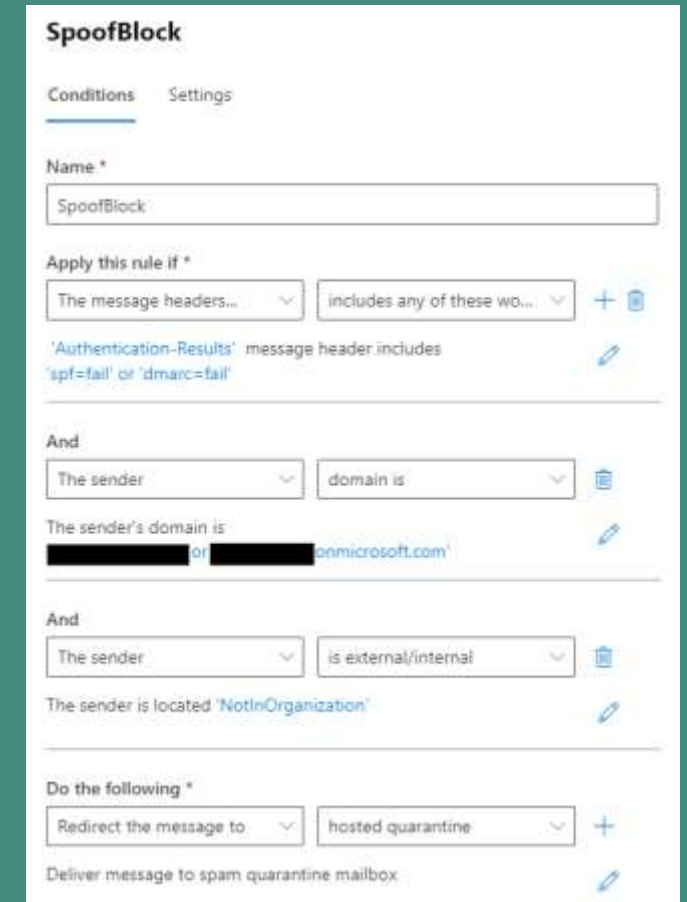 SpoofBlock
Conditions Settings
Name *
SpoofBlock
Apply this rule if *
The message headers... includes any of these wo...
'Authentication-Results' message header includes
'spf=fail' or 'dmarc=fail'
And
The sender domain is
The sender's domain is
or onmicrosoft.com'
And
The sender is external/internal
The sender is located 'NotInOrganization'
Do the following *
Redirect the message to hosted quarantine
Deliver message to spam quarantine mailbox